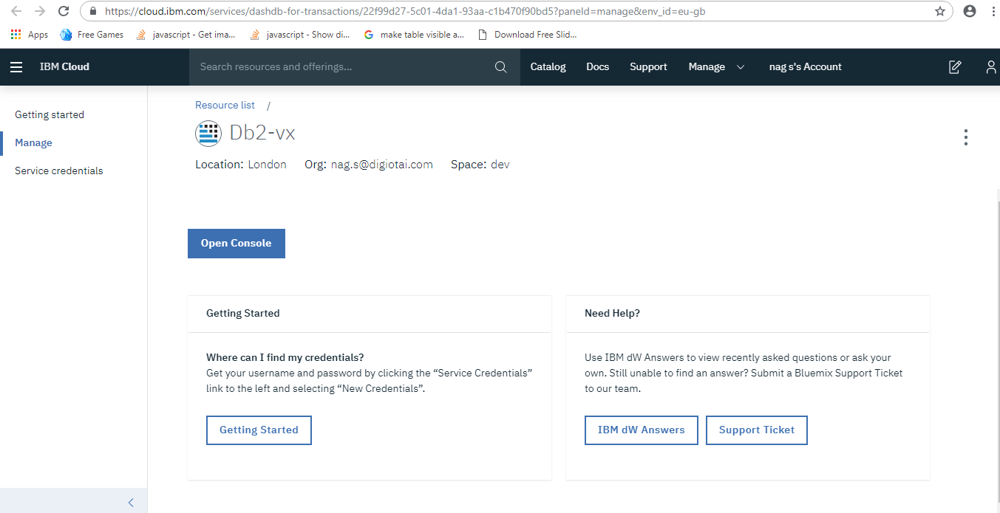 https://cloud.ibm.com/services/dashdb-for-transactions/22f99d27-5c01-4da1-93aa-c1b470f90bd5?paneId=manage&env_id=eu-gb
Apps Free Games javascript - Get ima... javascript - Show di... make table visible a... Download Free Slid...
IBM Cloud Search resources and offerings... Catalog Docs Support Manage nag s's Account
Getting started
Manage
Service credentials
Resource list /
Db2-vx
Location: London Org: nag.s@digiotai.com Space: dev
Open Console
Getting Started
Where can I find my credentials?
Get your username and password by clicking the “Service Credentials”
link to the left and selecting “New Credentials”.
Getting Started
Need Help?
Use IBM dW Answers to view recently asked questions or ask your
own. Still unable to find an answer? Submit a Bluemix Support Ticket
to our team.
IBM dW Answers Support Ticket